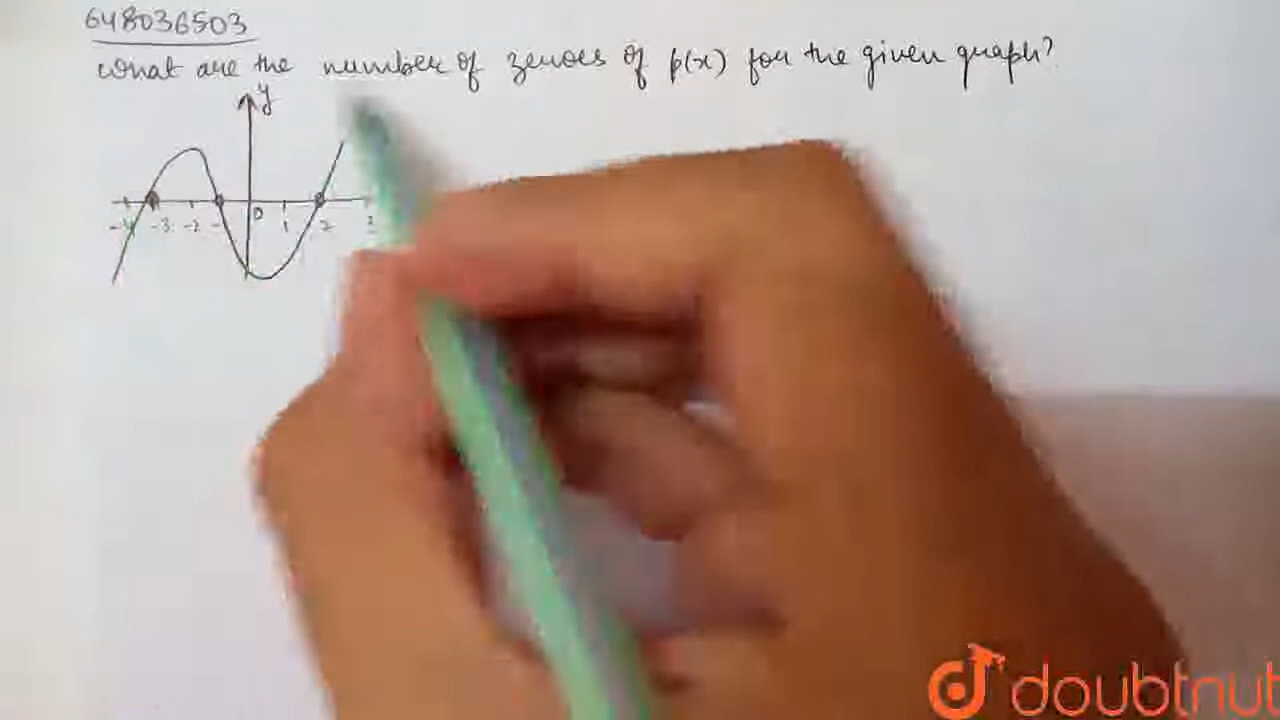 648036503
What are the number of zeroes of p(x) for the given graph?
y
-4 -3 -2 - 0 1 2 3
doubtnut